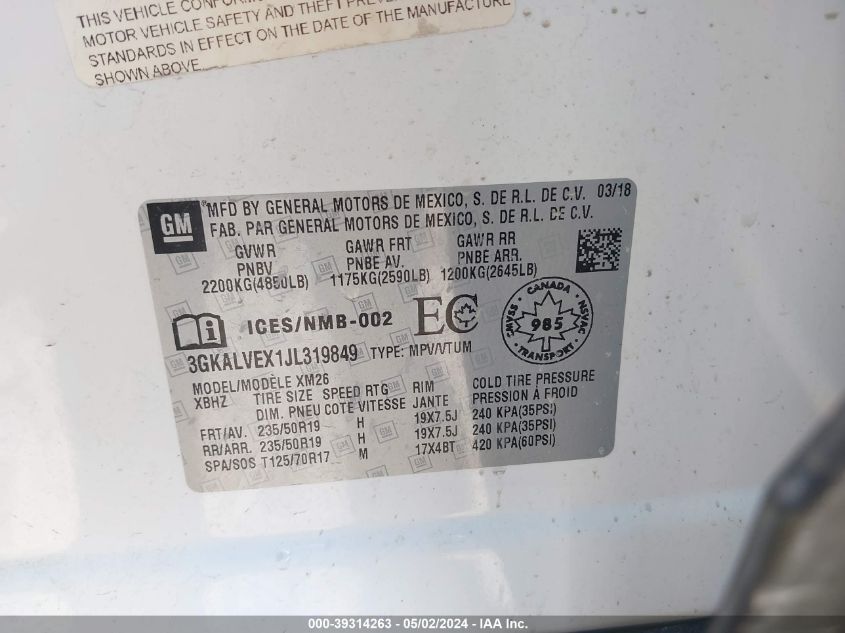 THIS VEHICLE
MOTOR VEHICLE SAFETY AND THEFT
STANDARDS IN EFFECT ON THE DATE OF THE MANUFACTURE
SHOWN ABOVE.
GM
MFD BY GENERAL MOTORS DE MEXICO, S. DE R.L. DE C.V. 03/18
FAB. PAR GENERAL MOTORS DE MEXICO, S. DE R.L. DE C.V.
GVWR GAWR FRT GAWR RR
PNBV PNBE AV. PNBE ARR.
2200KG(4850LB) 1175KG(2590LB) 1200KG(2645LB)
ICES/NMB-002 EC
CANADA
NSVAC
TRANSPORT
SSVMC
985
3GKALVEX1JL319849 TYPE: MPV/VTUM
MODEL/MODÈLE XM26
XBHZ TIRE SIZE SPEED RTG RIM COLD TIRE PRESSURE
DIM. PNEU COTE VITESSE JANTE PRESSION À FROID
FRT/AV. 235/50R19 H 19X7.5J 240 KPA(35PSI)
RR/ARR. 235/50R19 H 19X7.5J 240 KPA(35PSI)
SPA/SOS T125/70R17 M 17X4BT 420 KPA(60PSI)
000-39314263 - 05/02/2024 - IAA Inc.